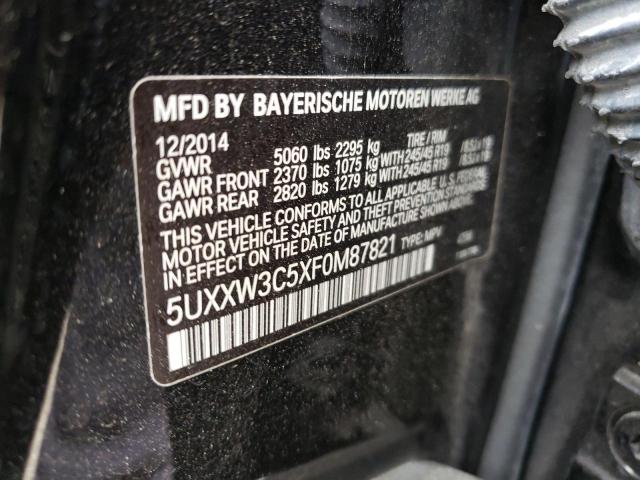 MFD BY BAYERISCHE MOTOREN WERKE AG
12/2014 TIRE / RIM
GVWR 5060 lbs 2295 kg
GAWR FRONT 2370 lbs 1075 kg WITH 245/45 R19
GAWR REAR 2820 lbs 1279 kg WITH 245/45 R19
THIS VEHICLE CONFORMS TO ALL APPLICABLE U.S. FEDERAL
MOTOR VEHICLE SAFETY AND THEFT PREVENTION STANDARDS
IN EFFECT ON THE DATE OF MANUFACTURE SHOWN ABOVE.
5UXXW3C5XF0M87821 TYPE: MPV